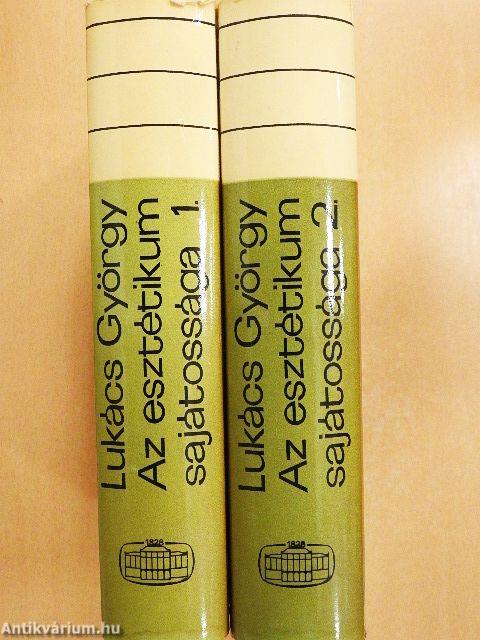 Lukács György
Az esztétikum
sajátossága 1.
1828
Lukács György
Az esztétikum
sajátossága 2.
1828
Antikvárium.hu